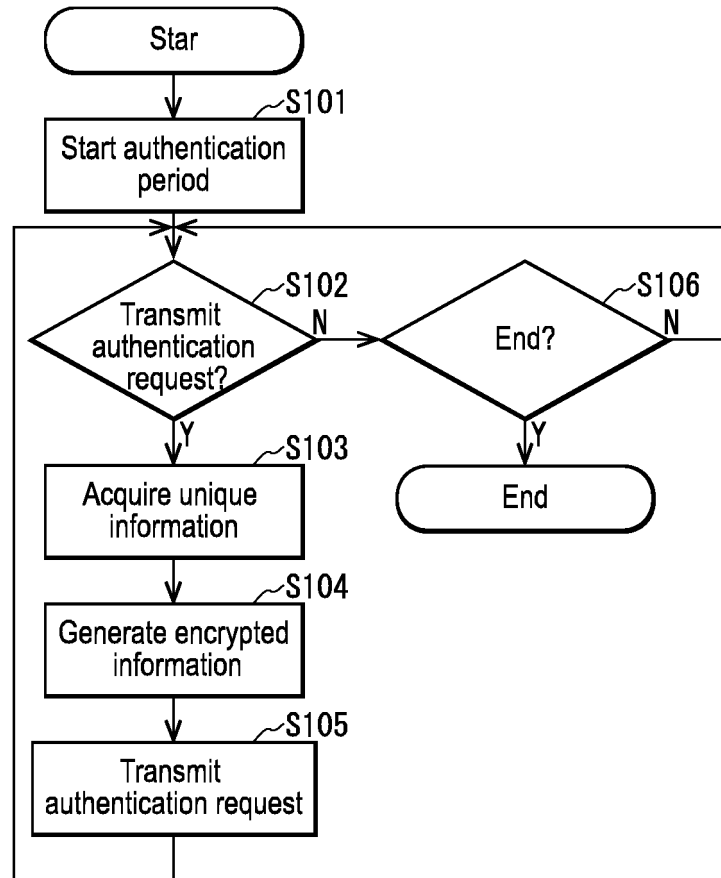 Star
S101
Start authentication
period
S102
Transmit
authentication
request?
N
Y
S106
End?
N
Y
S103
Acquire unique
information
End
S104
Generate encrypted
information
S105
Transmit
authentication request